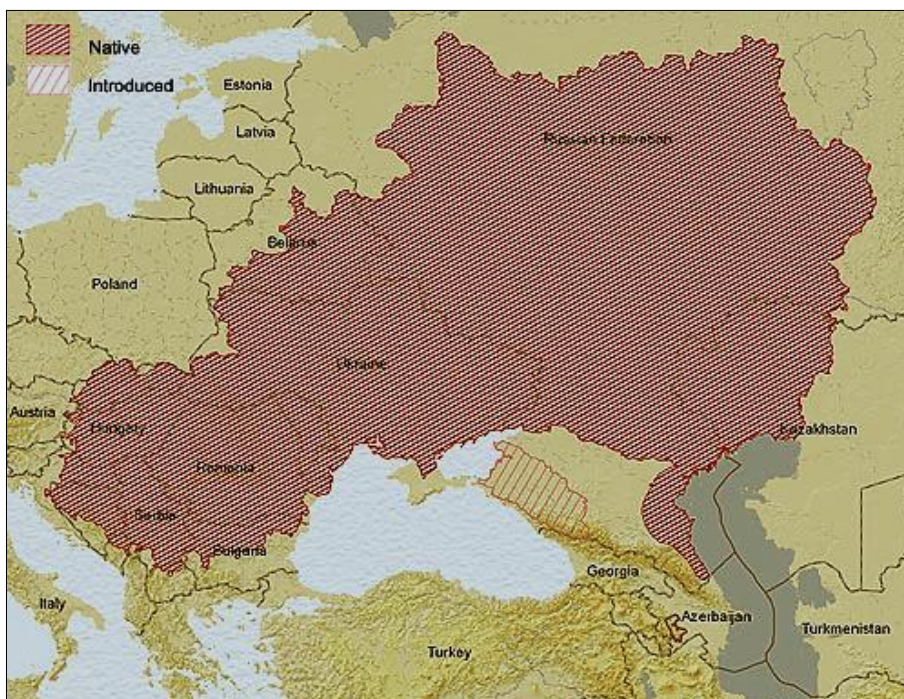 Native
Introduced
Estonia
Latvia
Lithuania
Russian Federation
Belarus
Poland
Ukraine
Austria
Hungary
Kazakhstan
Romania
Serbia
Bulgaria
Georgia
Italy
Azerbaijan
Turkey
Turkmenistan